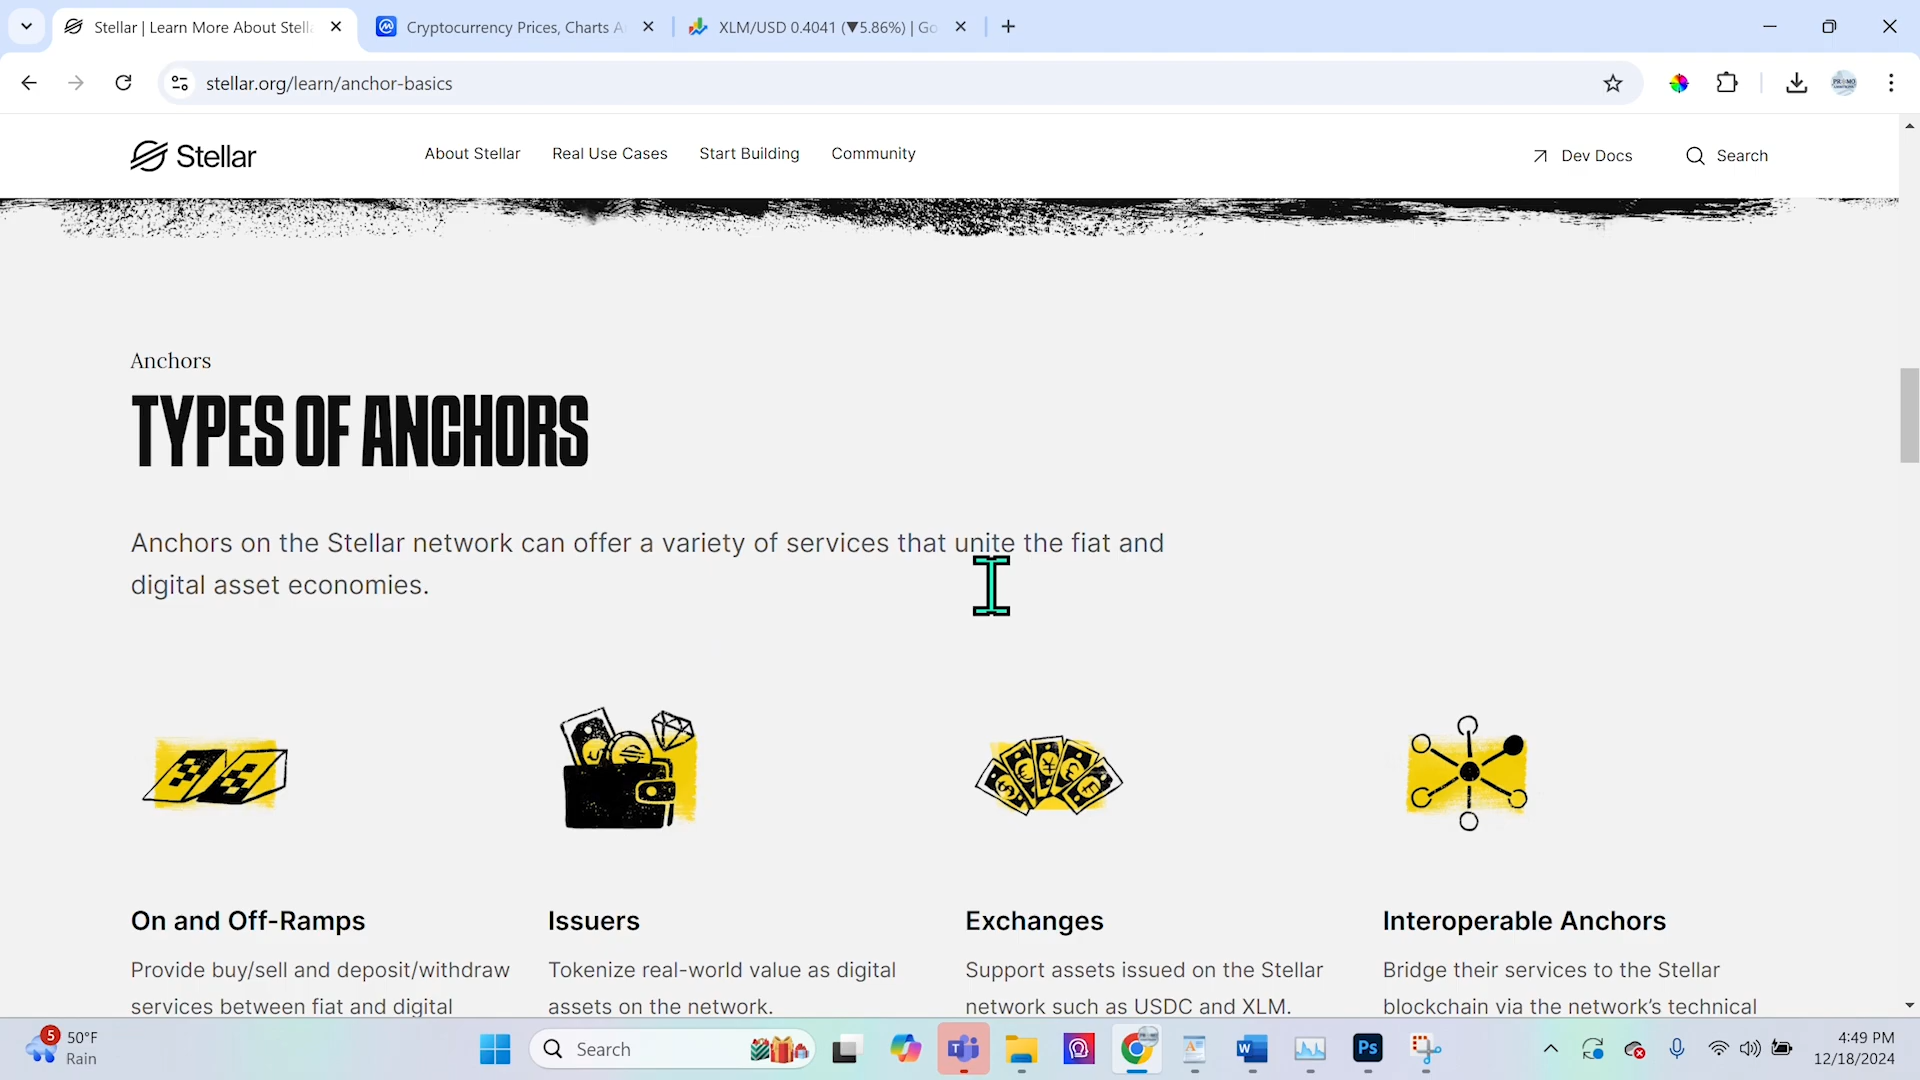 Stellar | Learn More About Stella
Cryptocurrency Prices, Charts A
XLM/USD 0.4041 (▼5.86%) | Go
stellar.org/learn/anchor-basics
Stellar
About Stellar
Real Use Cases
Start Building
Community
Dev Docs
Search
Anchors
TYPES OF ANCHORS
Anchors on the Stellar network can offer a variety of services that unite the fiat and
digital asset economies.
On and Off-Ramps
Provide buy/sell and deposit/withdraw
services between fiat and digital
Issuers
Tokenize real-world value as digital
assets on the network.
Exchanges
Support assets issued on the Stellar
network such as USDC and XLM.
Interoperable Anchors
Bridge their services to the Stellar
blockchain via the network's technical
5
50°F
Rain
Search
Ps
4:49 PM
12/18/2024